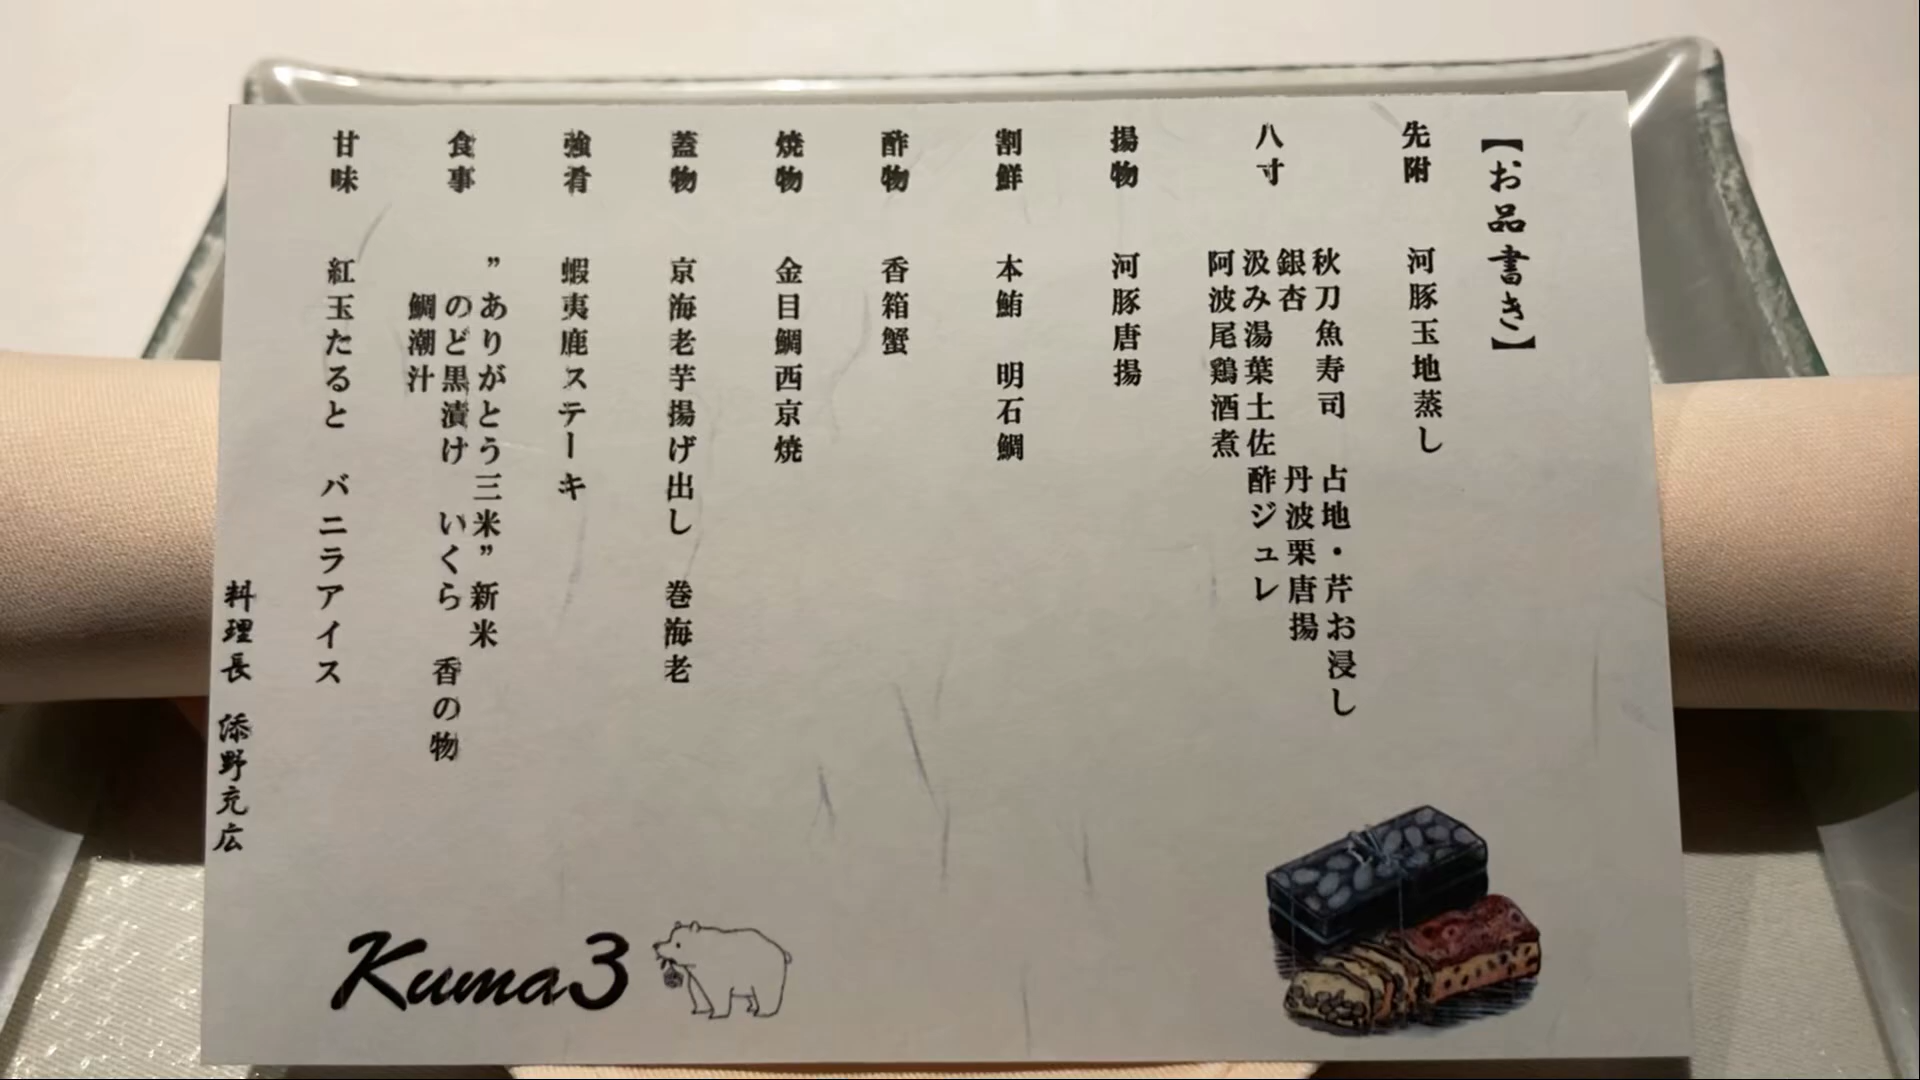 【お品書き】
先附　河豚玉地蒸し
八寸　秋刀魚寿司　占地・芹お浸し
銀杏　丹波栗唐揚
汲み湯葉土佐酢ジュレ
阿波尾鶏酒煮
揚物　河豚唐揚
割鮮　本鮪　明石鯛
酢物　香箱蟹
焼物　金目鯛西京焼
蓋物　京海老芋揚げ出し　巻海老
強肴　蝦夷鹿ステーキ
食事　”ありがとう三米”新米
のど黒漬け　いくら　香の物
鯛潮汁
甘味　紅玉たると　バニラアイス
料理長　添野充広
Kuma3